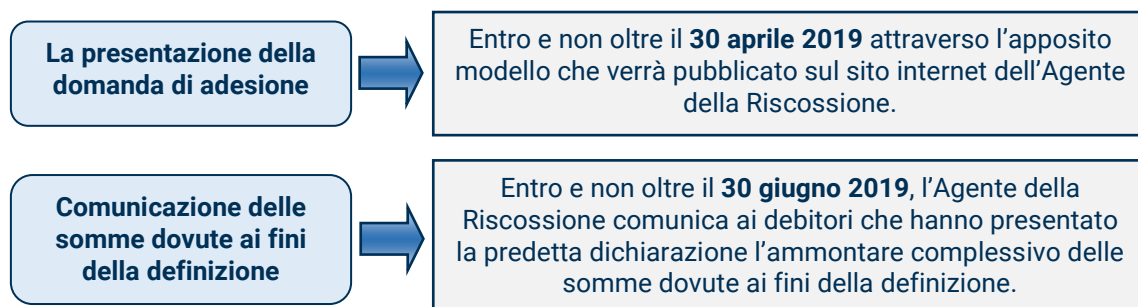 La presentazione della
domanda di adesione
Entro e non oltre il 30 aprile 2019 attraverso l’apposito
modello che verrà pubblicato sul sito internet dell’Agente
della Riscossione.
Comunicazione delle
somme dovute ai fini
della definizione
Entro e non oltre il 30 giugno 2019, l’Agente della
Riscossione comunica ai debitori che hanno presentato
la predetta dichiarazione l’ammontare complessivo delle
somme dovute ai fini della definizione.